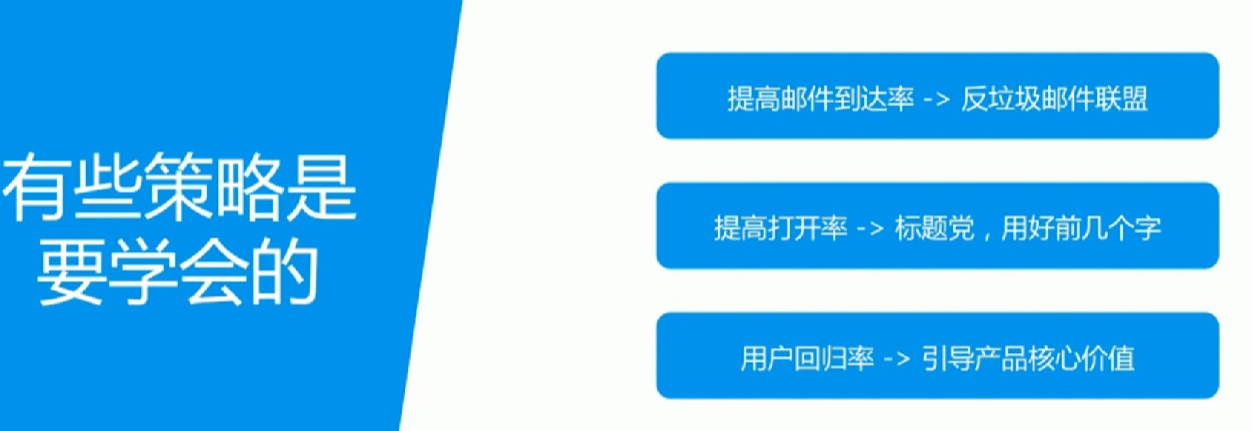 有些策略是
要学会的
提高邮件到达率 -> 反垃圾邮件联盟
提高打开率 -> 标题党，用好前几个字
用户回归率 -> 引导产品核心价值